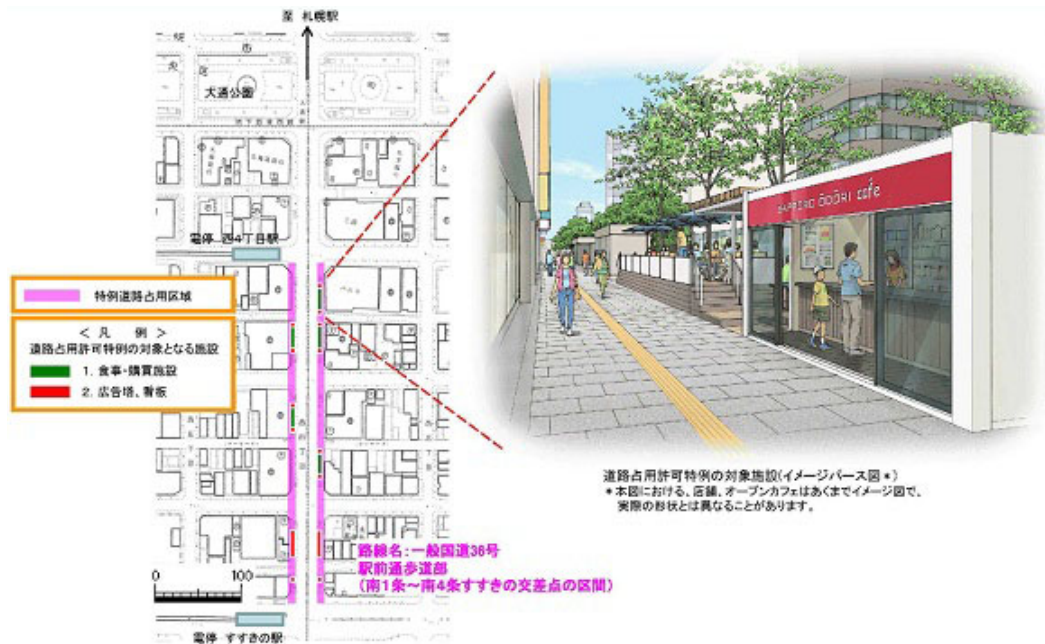 至 札幌駅
大通公園
電停 西4丁目駅
特例道路占用区域
＜ 凡 例 ＞
道路占用許可特例の対象となる施設
1. 食事・購買施設
2. 広告塔、看板
SAPPORO ŌDŌRI cafe
道路占用許可特例の対象施設(イメージパース図＊)
＊本図における、店舗、オープンカフェはあくまでイメージ図で、
実際の形状とは異なることがあります。
路線名：一般国道36号
駅前通歩道部
(南1条～南4条すすきの交差点の区間)
0 100
電停 すすきの駅